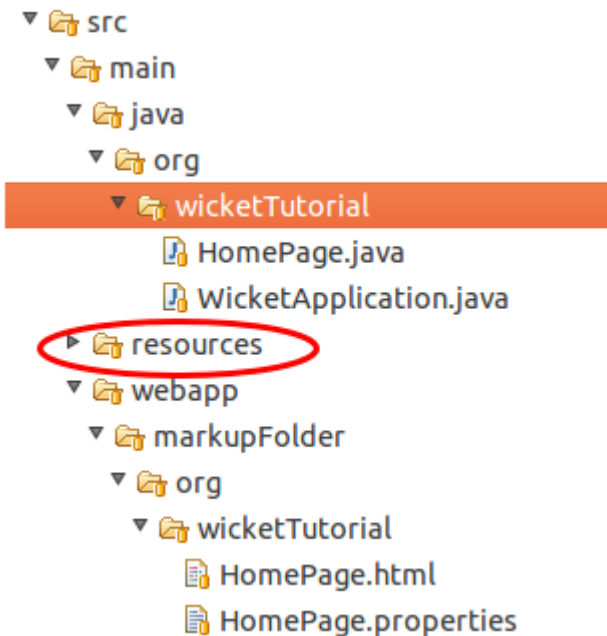 src
main
java
org
wicketTutorial
HomePage.java
WicketApplication.java
resources
webapp
markupFolder
org
wicketTutorial
HomePage.html
HomePage.properties